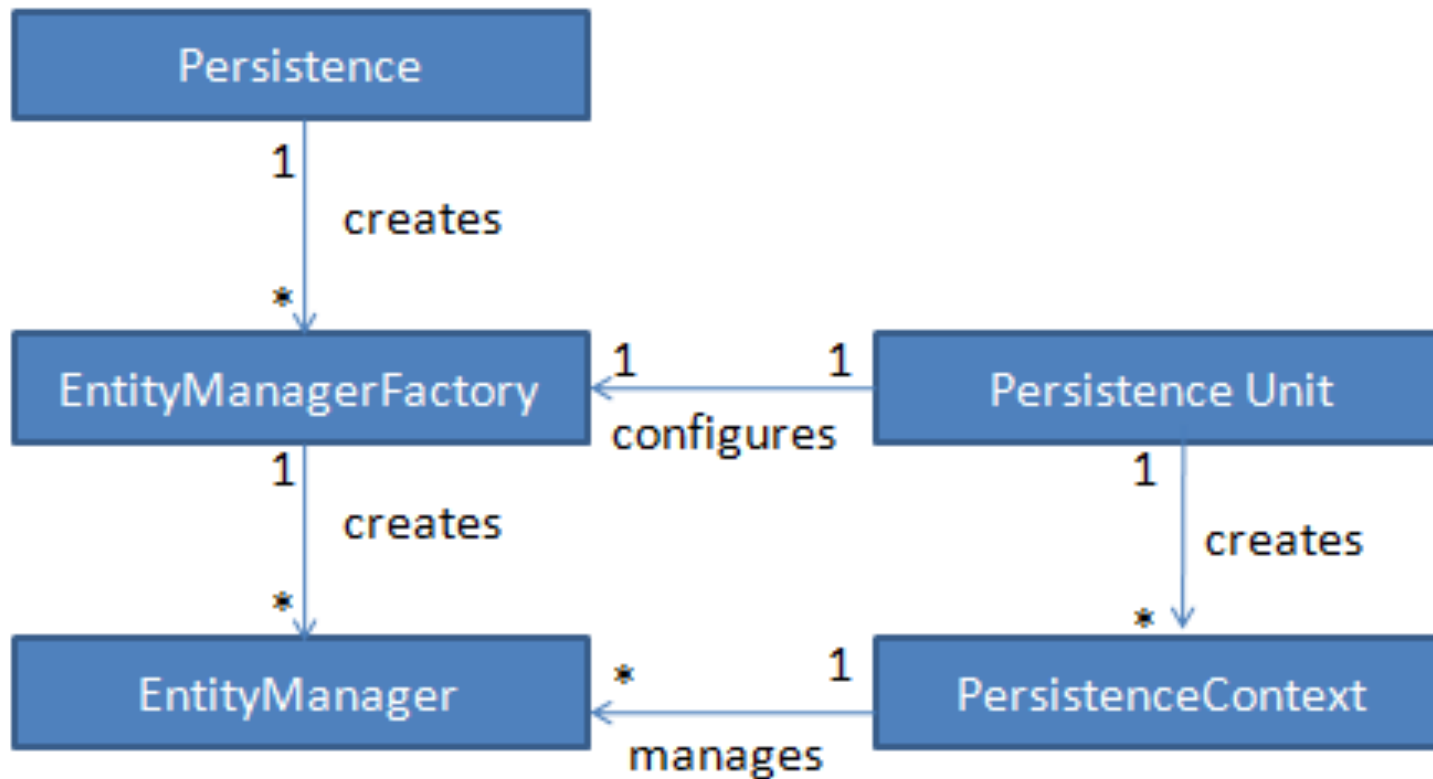 Persistence
1
creates
*
EntityManagerFactory
1
1
Persistence Unit
configures
1
creates
*
1
creates
*
EntityManager
*
1
PersistenceContext
manages